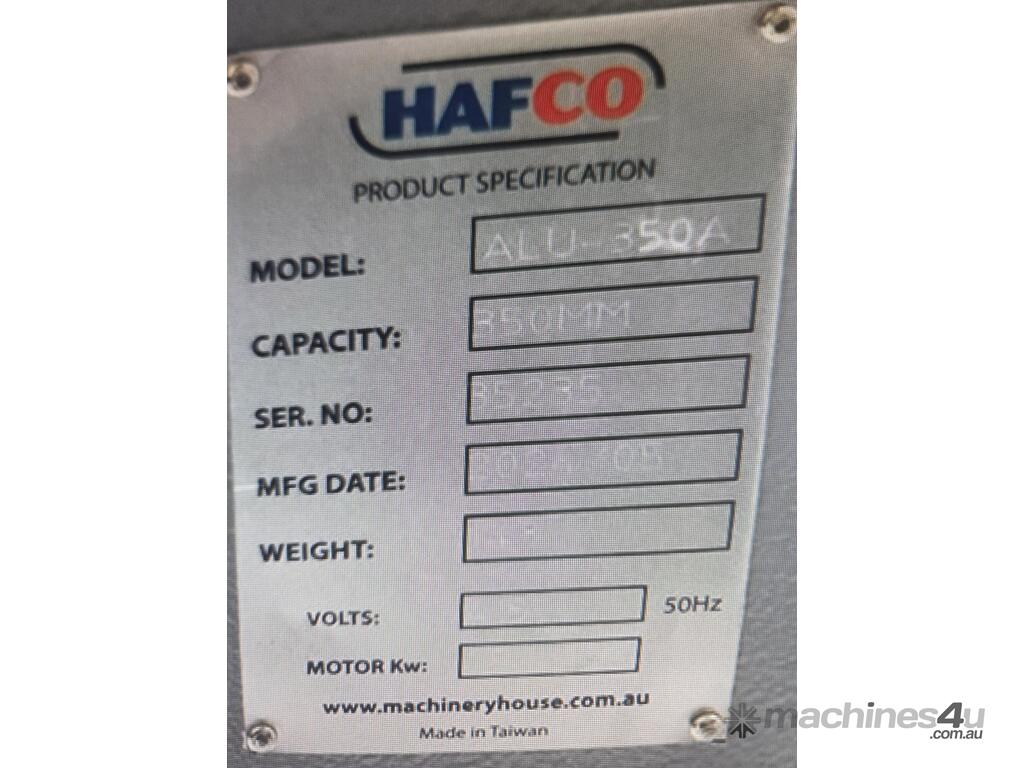 HAFCO
PRODUCT SPECIFICATION
MODEL: ALU-350A
CAPACITY: 350MM
SER. NO:
MFG DATE:
WEIGHT:
VOLTS: 50Hz
MOTOR Kw:
www.machineryhouse.com.au
Made in Taiwan
machines4u
.com.au